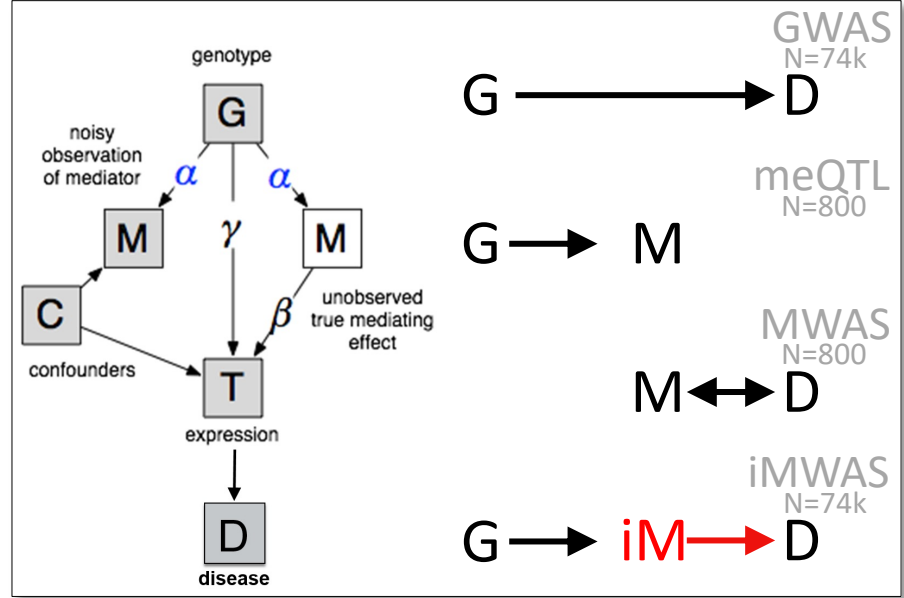 genotype
G
noisy
observation
of mediator
α
α
M
γ
M
C
β
unobserved
true mediating
effect
confounders
T
expression
D
disease
GWAS
N=74k
G D
meQTL
N=800
G M
MWAS
N=800
M D
iMWAS
N=74k
G iM D